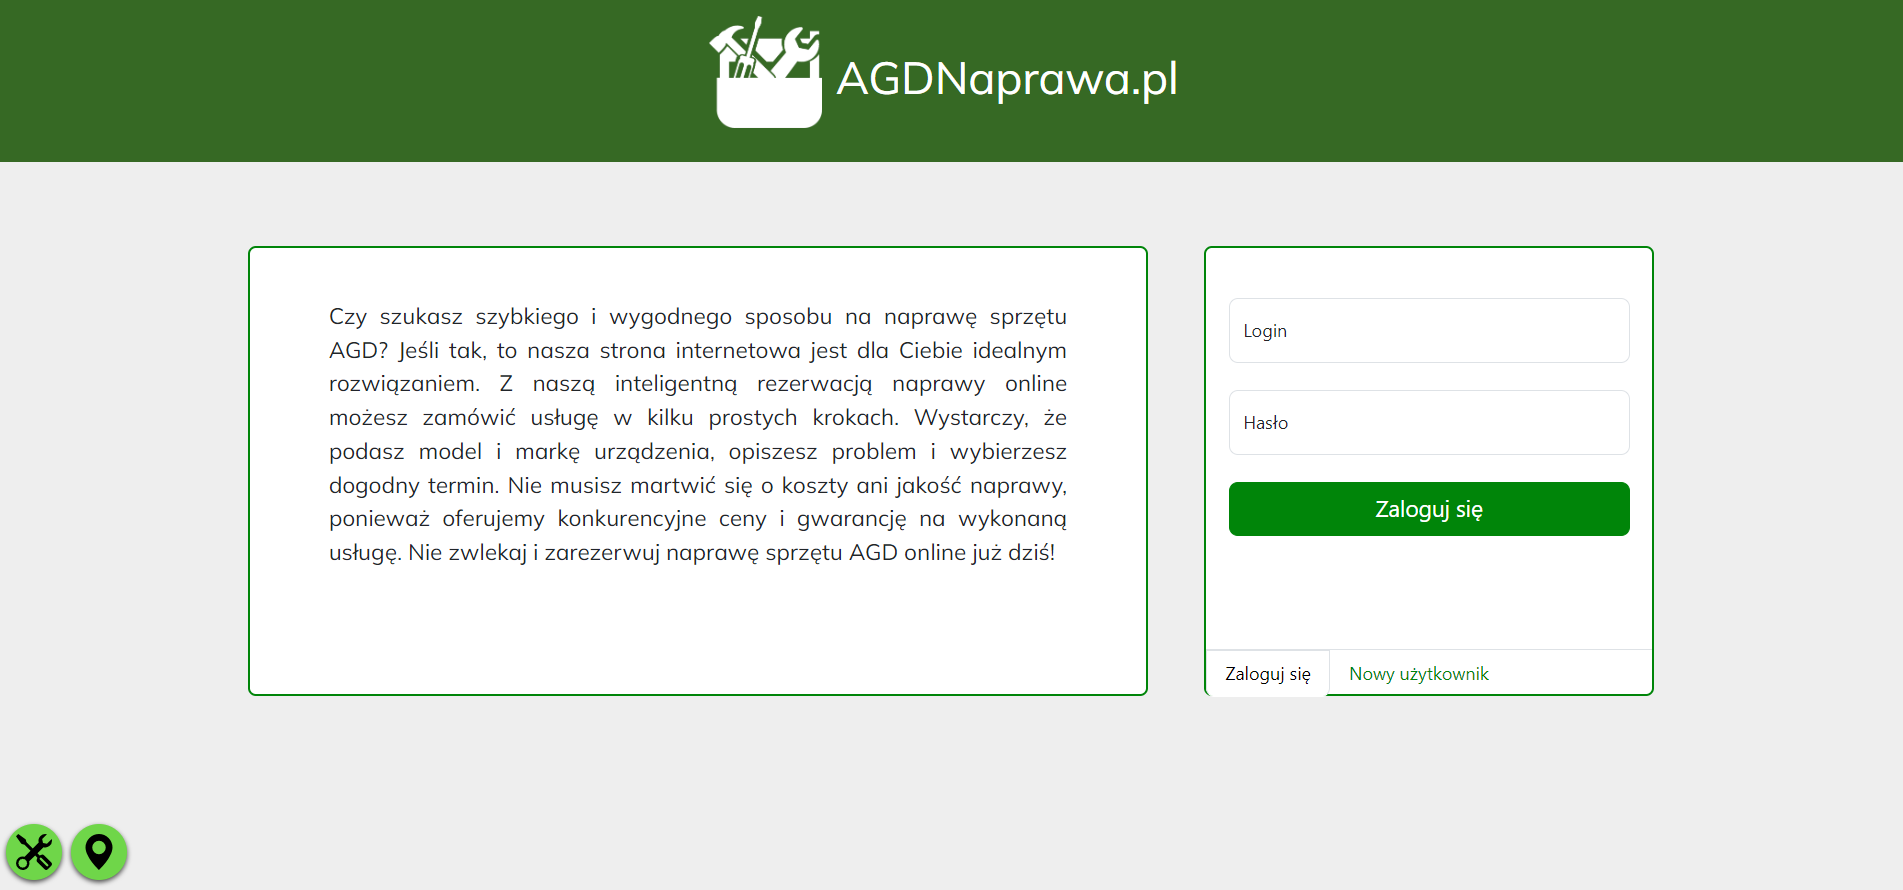 AGDNaprawa.pl
Czy szukasz szybkiego i wygodnego sposobu na naprawę sprzętu
AGD? Jeśli tak, to nasza strona internetowa jest dla Ciebie idealnym
rozwiązaniem. Z naszą inteligentną rezerwacją naprawy online
możesz zamówić usługę w kilku prostych krokach. Wystarczy, że
podasz model i markę urządzenia, opiszesz problem i wybierzesz
dogodny termin. Nie musisz martwić się o koszty ani jakość naprawy,
ponieważ oferujemy konkurencyjne ceny i gwarancję na wykonaną
usługę. Nie zwlekaj i zarezerwuj naprawę sprzętu AGD online już dziś!
Login
Hasło
Zaloguj się
Zaloguj się Nowy użytkownik